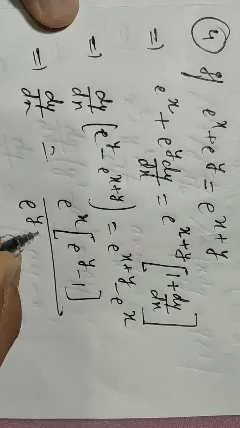 (4) If e^x + e^y = e^{x+y}
⇒ e^x + e^y dy/dx = e^{x+y} [1 + dy/dx]
⇒ dy/dx (e^y - e^{x+y}) = e^{x+y} - e^x
⇒ dy/dx = e^x [e^y - 1] / e^y